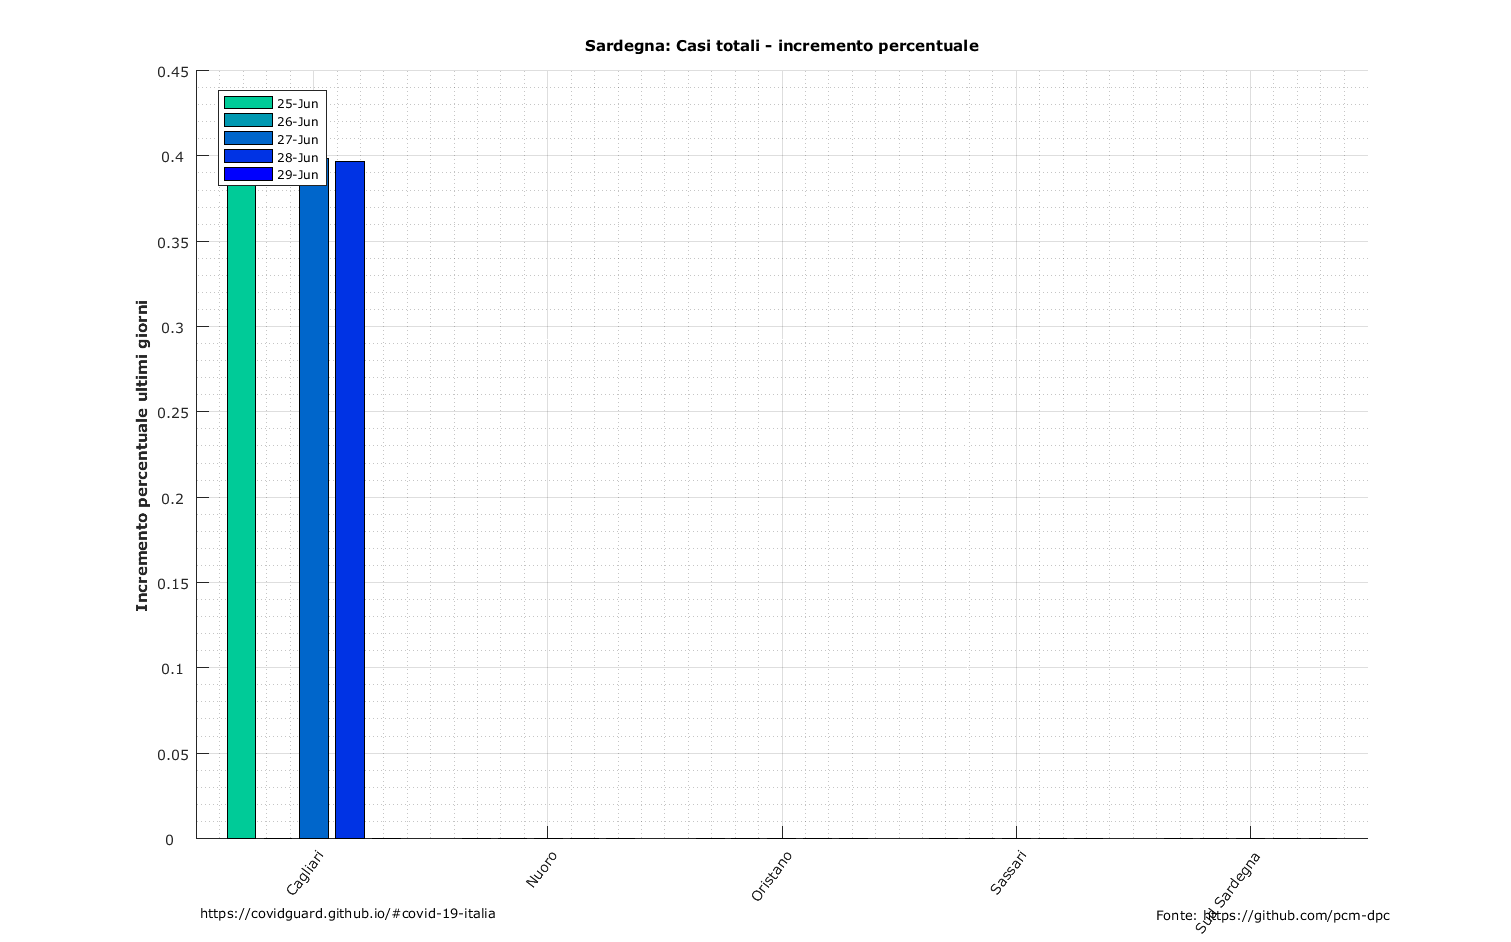 Sardegna: Casi totali - incremento percentuale
Incremento percentuale ultimi giorni
0.45
0.4
0.35
0.3
0.25
0.2
0.15
0.1
0.05
0
25-Jun
26-Jun
27-Jun
28-Jun
29-Jun
Cagliari
Nuoro
Oristano
Sassari
Sud Sardegna
https://covidguard.github.io/#covid-19-italia
Fonte: https://github.com/pcm-dpc